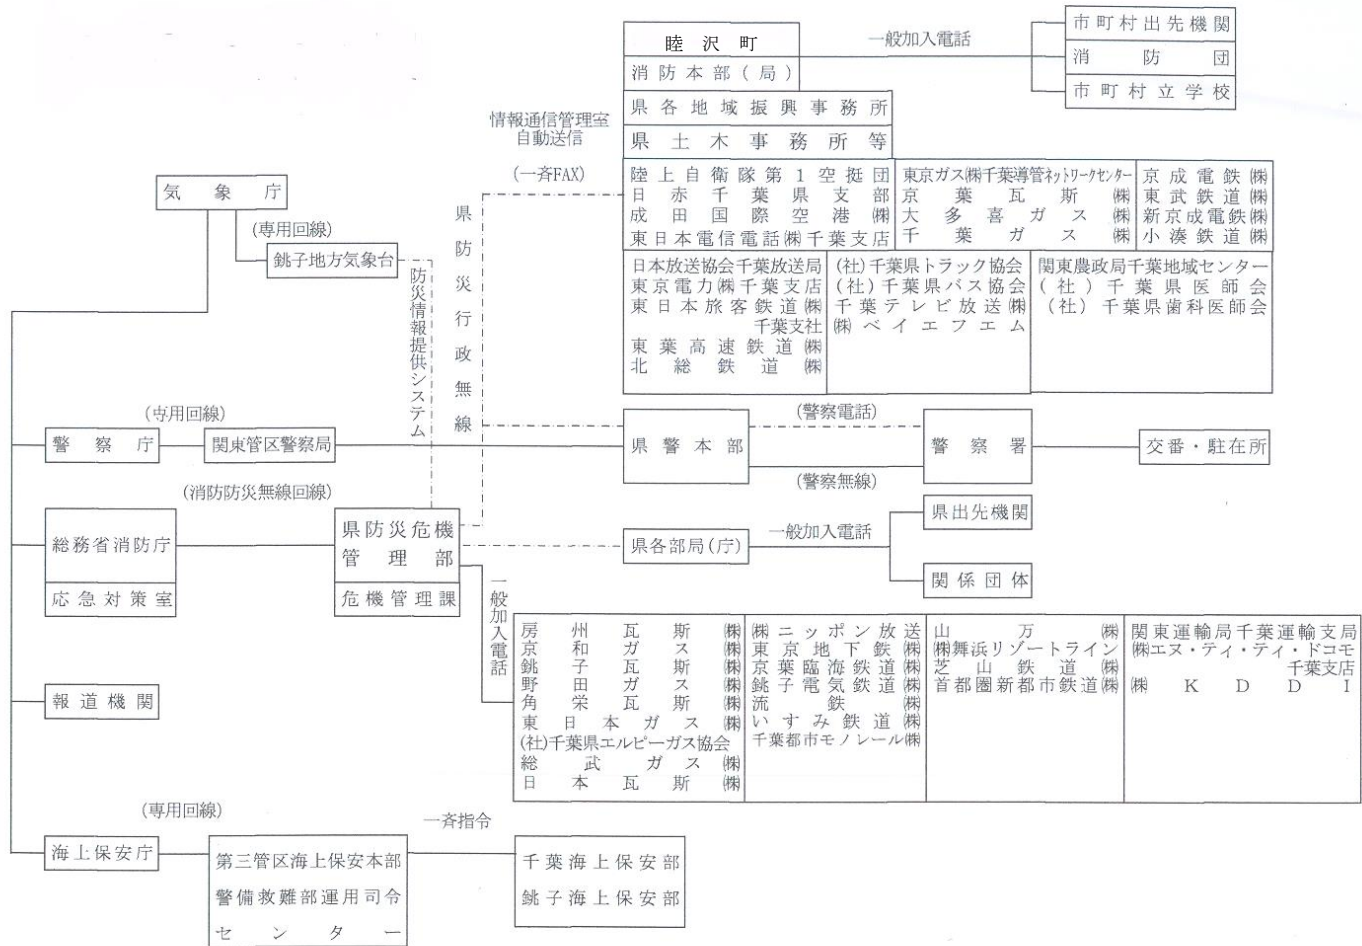 睦沢町
消防本部(局)
一般加入電話
市町村出先機関
消防団
市町村立学校
県各地域振興事務所
県土木事務所等
情報通信管理室
自動送信
(一斉FAX)
陸上自衛隊第1空挺団
日赤千葉県支部
成田国際空港㈱
東日本電信電話㈱千葉支店
東京ガス㈱千葉導管ネットワークセンター
京葉瓦斯㈱
大多喜ガス㈱
千葉ガス㈱
京成電鉄㈱
東武鉄道㈱
新京成電鉄㈱
小湊鉄道㈱
日本放送協会千葉放送局
東京電力㈱千葉支店
東日本旅客鉄道㈱
千葉支社
東葉高速鉄道㈱
北総鉄道㈱
(社)千葉県トラック協会
(社)千葉県バス協会
千葉テレビ放送㈱
㈱ベイエフエム
関東農政局千葉地域センター
(社)千葉県医師会
(社)千葉県歯科医師会
気象庁
(専用回線)
銚子地方気象台
防災情報提供システム
県防災行政無線
(専用回線)
警察庁
関東管区警察局
県警本部
(警察電話)
(警察無線)
警察署
交番・駐在所
(消防防災無線回線)
総務省消防庁
応急対策室
県防災危機
管理部
危機管理課
県各部局(庁)
一般加入電話
県出先機関
関係団体
一般加入電話
房州瓦斯㈱
京和ガス㈱
銚子瓦斯㈱
野田ガス㈱
角栄瓦斯㈱
東日本ガス㈱
(社)千葉県エルピーガス協会
総武ガス㈱
日本瓦斯㈱
㈱ニッポン放送
東京地下鉄㈱
京葉臨海鉄道㈱
銚子電気鉄道㈱
流鉄㈱
いすみ鉄道㈱
千葉都市モノレール㈱
山万㈱
㈱舞浜リゾートライン
芝山鉄道㈱
首都圏新都市鉄道㈱
関東運輸局千葉運輸支局
㈱エヌ・ティ・ティ・ドコモ
千葉支店
㈱KDDI
報道機関
(専用回線)
海上保安庁
第三管区海上保安本部
警備救難部運用司令
センター
一斉指令
千葉海上保安部
銚子海上保安部